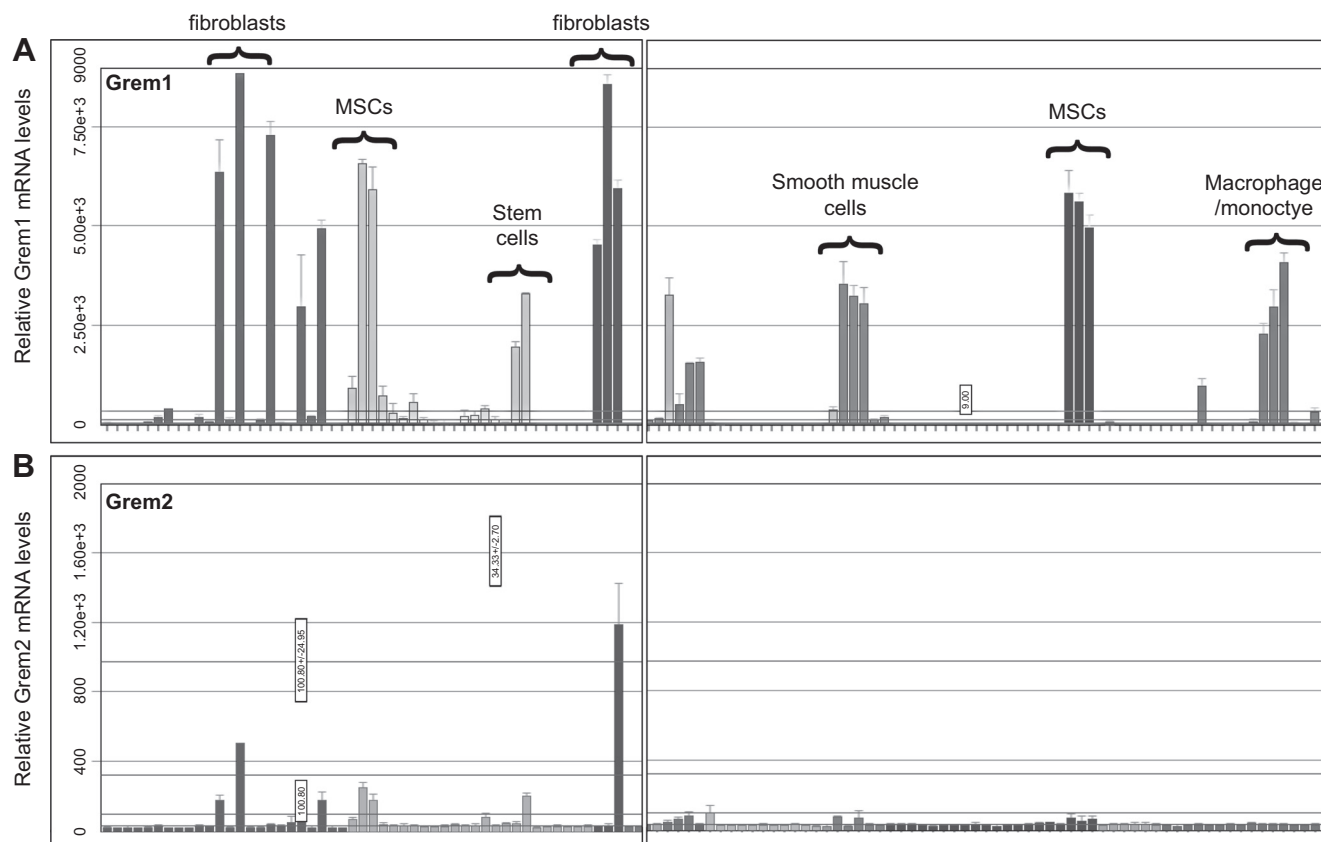 fibroblasts
fibroblasts
A
Grem1
MSCs
Stem
cells
Smooth muscle
cells
MSCs
Macrophage
/monoctye
Relative Grem1 mRNA levels
9000
7.50e+3
5.00e+3
2.50e+3
0
9.00
B
Grem2
Relative Grem2 mRNA levels
2000
1.60e+3
1.20e+3
800
400
0
34.33+/-2.70
100.80+/-24.95
100.80